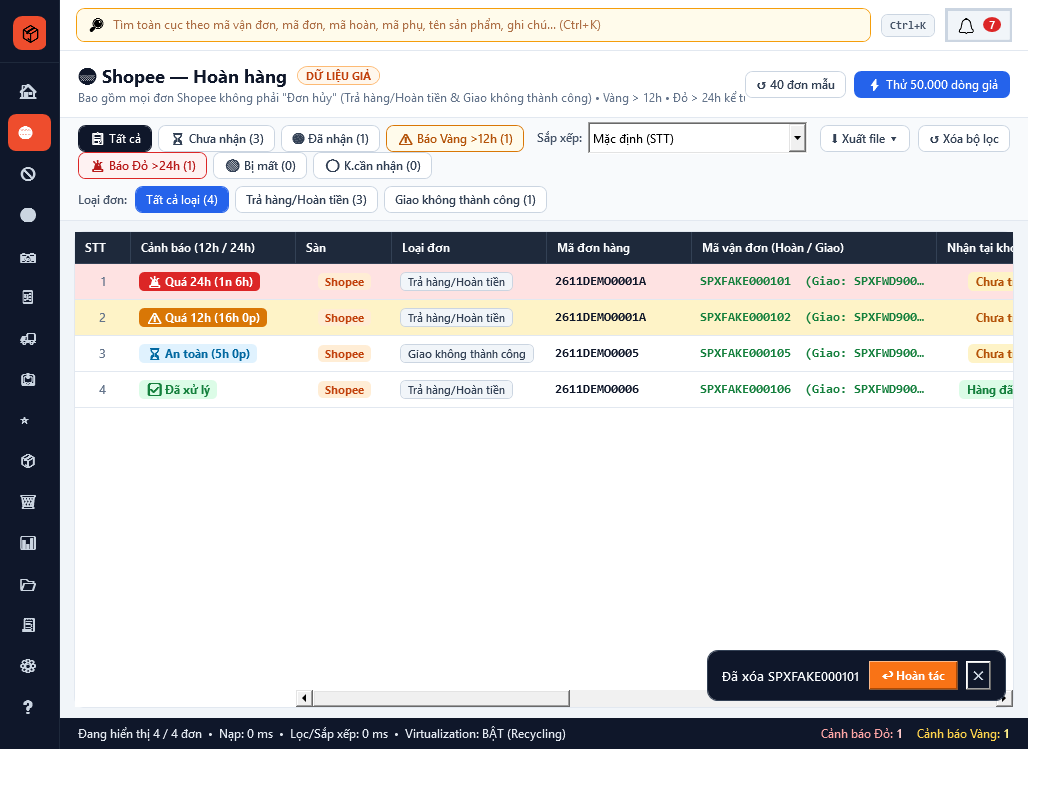 Tìm toàn cục theo mã vận đơn, mã đơn, mã hoàn, mã phụ, tên sản phẩm, ghi chú... (Ctrl+K)
Ctrl+K
7
Shopee — Hoàn hàng
DỮ LIỆU GIẢ
Bao gồm mọi đơn Shopee không phải "Đơn hủy" (Trả hàng/Hoàn tiền & Giao không thành công) • Vàng > 12h • Đỏ > 24h kể
↺ 40 đơn mẫu
Thử 50.000 dòng giả
Tất cả
Chưa nhận (3)
Đã nhận (1)
Báo Vàng >12h (1)
Sắp xếp:
Mặc định (STT)
Xuất file
↺ Xóa bộ lọc
Báo Đỏ >24h (1)
Bị mất (0)
K.cần nhận (0)
Loại đơn:
Tất cả loại (4)
Trả hàng/Hoàn tiền (3)
Giao không thành công (1)
STT
Cảnh báo (12h / 24h)
Sàn
Loại đơn
Mã đơn hàng
Mã vận đơn (Hoàn / Giao)
Nhận tại
1
Quá 24h (1n 6h)
Shopee
Trả hàng/Hoàn tiền
2611DEMO0001A
SPXFAKE000101 (Giao: SPXFWD900…
Chưa
2
Quá 12h (16h 0p)
Shopee
Trả hàng/Hoàn tiền
2611DEMO0001A
SPXFAKE000102 (Giao: SPXFWD900…
Chưa
3
An toàn (5h 0p)
Shopee
Giao không thành công
2611DEMO0005
SPXFAKE000105 (Giao: SPXFWD900…
Chưa
4
Đã xử lý
Shopee
Trả hàng/Hoàn tiền
2611DEMO0006
SPXFAKE000106 (Giao: SPXFWD900…
Hàng đã
Đã xóa SPXFAKE000101
↩ Hoàn tác
Đang hiển thị 4 / 4 đơn • Nạp: 0 ms • Lọc/Sắp xếp: 0 ms • Virtualization: BẬT (Recycling)
Cảnh báo Đỏ: 1
Cảnh báo Vàng: 1